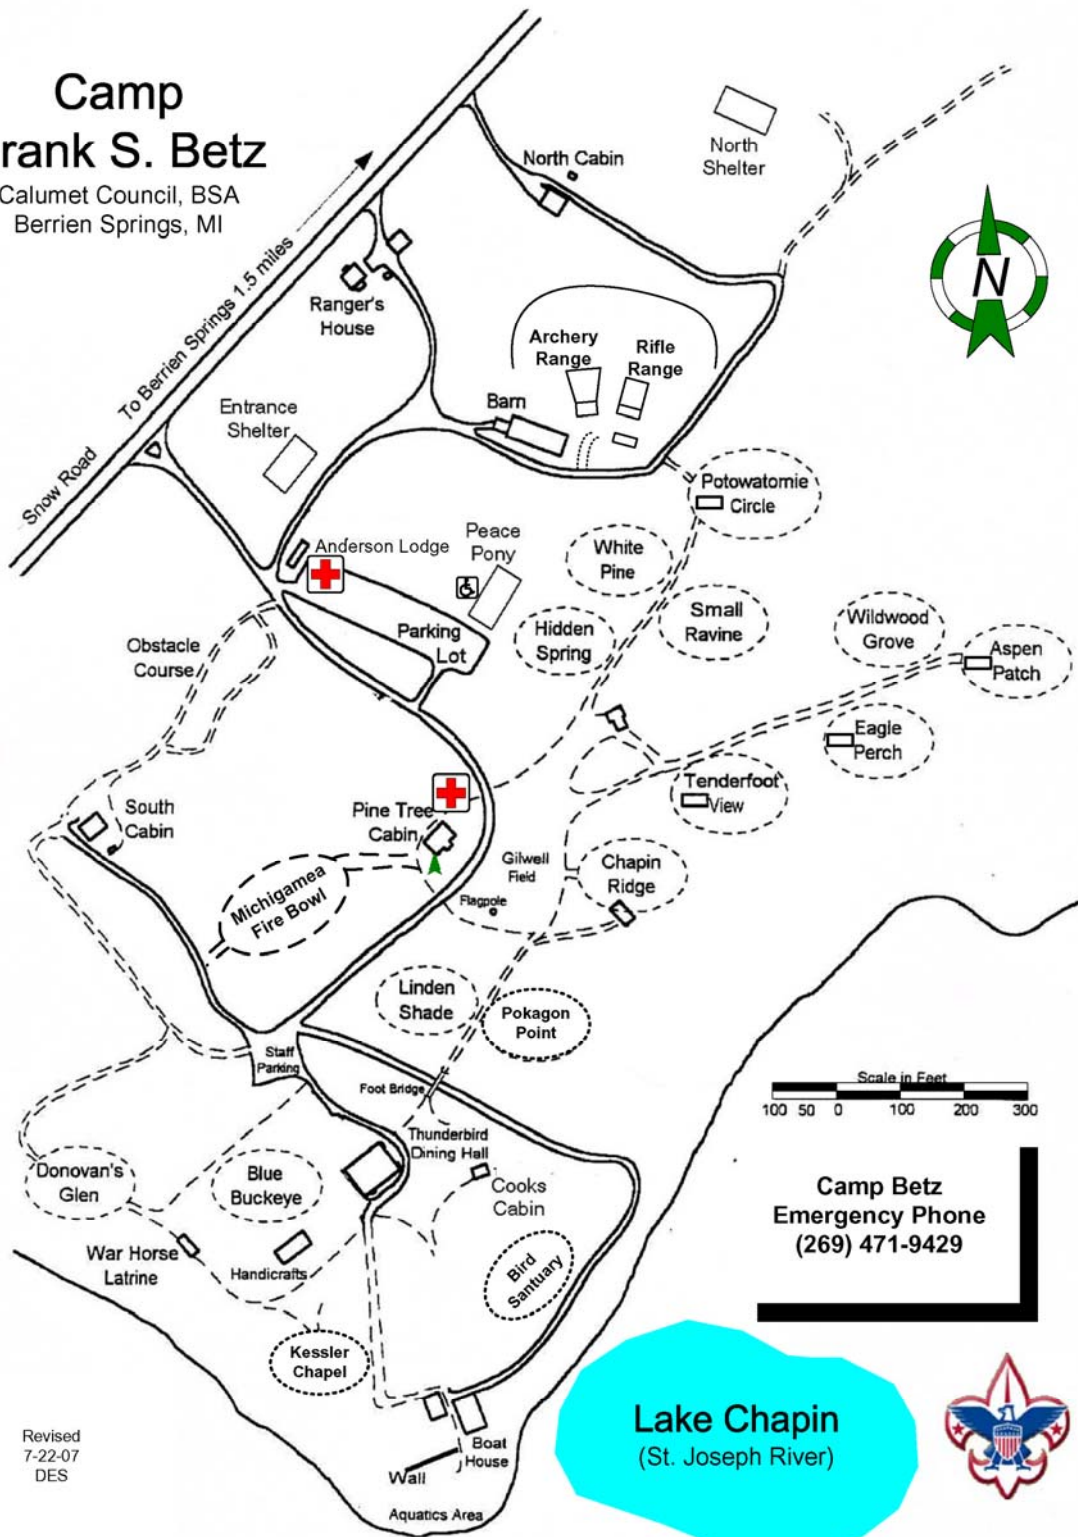 Camp
rank S. Betz
Calumet Council, BSA
Berrien Springs, MI
North Cabin
North
Shelter
N
To Berrien Springs 1.5 miles
Snow Road
Ranger's
House
Archery
Range
Rifle
Range
Entrance
Shelter
Barn
Potowatomie
Circle
Anderson Lodge
Peace
Pony
White
Pine
Parking
Lot
Hidden
Spring
Small
Ravine
Wildwood
Grove
Aspen
Patch
Obstacle
Course
Eagle
Perch
Tenderfoot
View
South
Cabin
Pine Tree
Cabin
Gilwell
Field
Chapin
Ridge
Flagpole
Michigamea
Fire Bowl
Linden
Shade
Pokagon
Point
Staff
Parking
Foot Bridge
Scale in Feet
100 50 0 100 200 300
Thunderbird
Dining Hall
Donovan's
Glen
Blue
Buckeye
Cooks
Cabin
Camp Betz
Emergency Phone
(269) 471-9429
War Horse
Latrine
Handicrafts
Bird
Santuary
Kessler
Chapel
Lake Chapin
(St. Joseph River)
Boat
House
Wall
Aquatics Area
Revised
7-22-07
DES